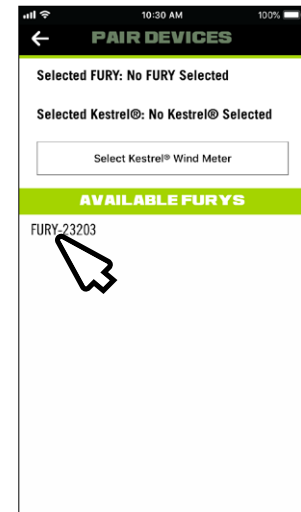 10:30 AM 100%
PAIR DEVICES
Selected FURY: No FURY Selected
Selected Kestrel®: No Kestrel® Selected
Select Kestrel® Wind Meter
AVAILABLE FURYS
FURY-23203